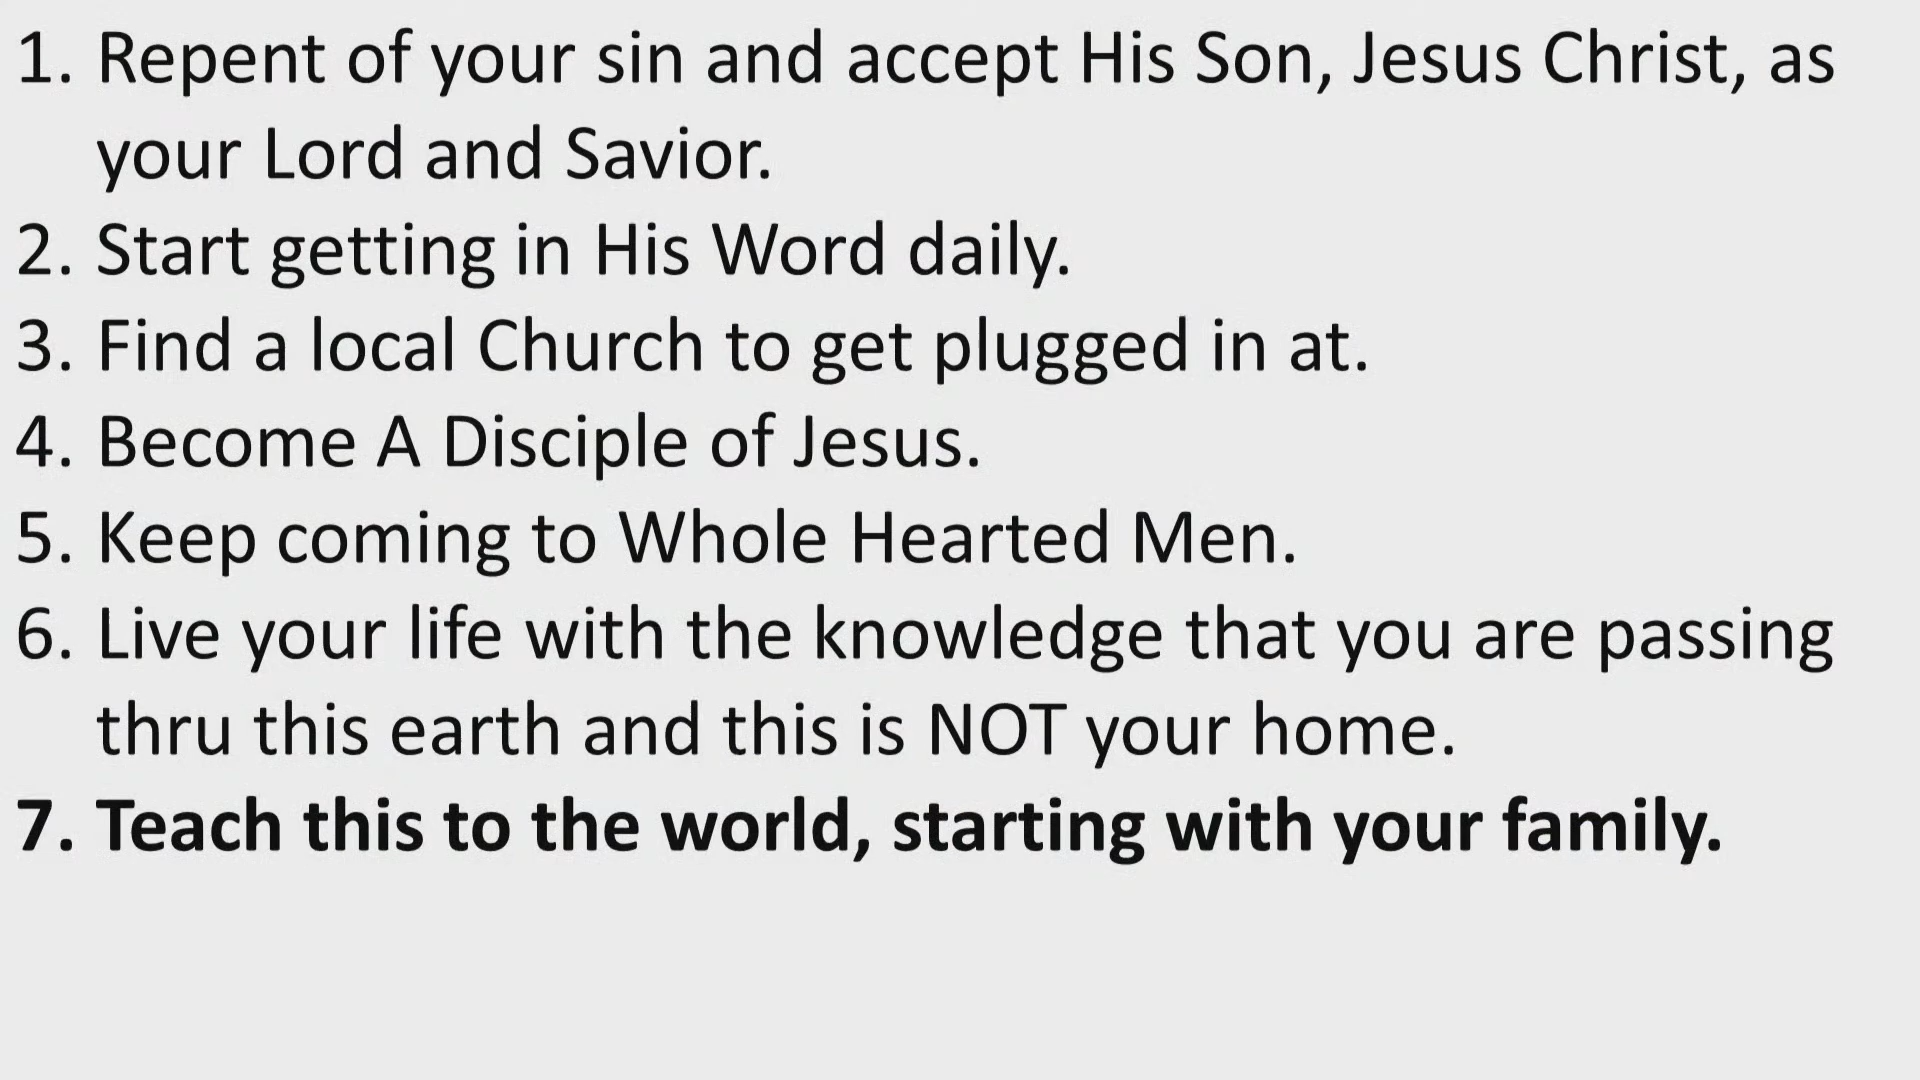 1. Repent of your sin and accept His Son, Jesus Christ, as
your Lord and Savior.
2. Start getting in His Word daily.
3. Find a local Church to get plugged in at.
4. Become A Disciple of Jesus.
5. Keep coming to Whole Hearted Men.
6. Live your life with the knowledge that you are passing
thru this earth and this is NOT your home.
7. Teach this to the world, starting with your family.